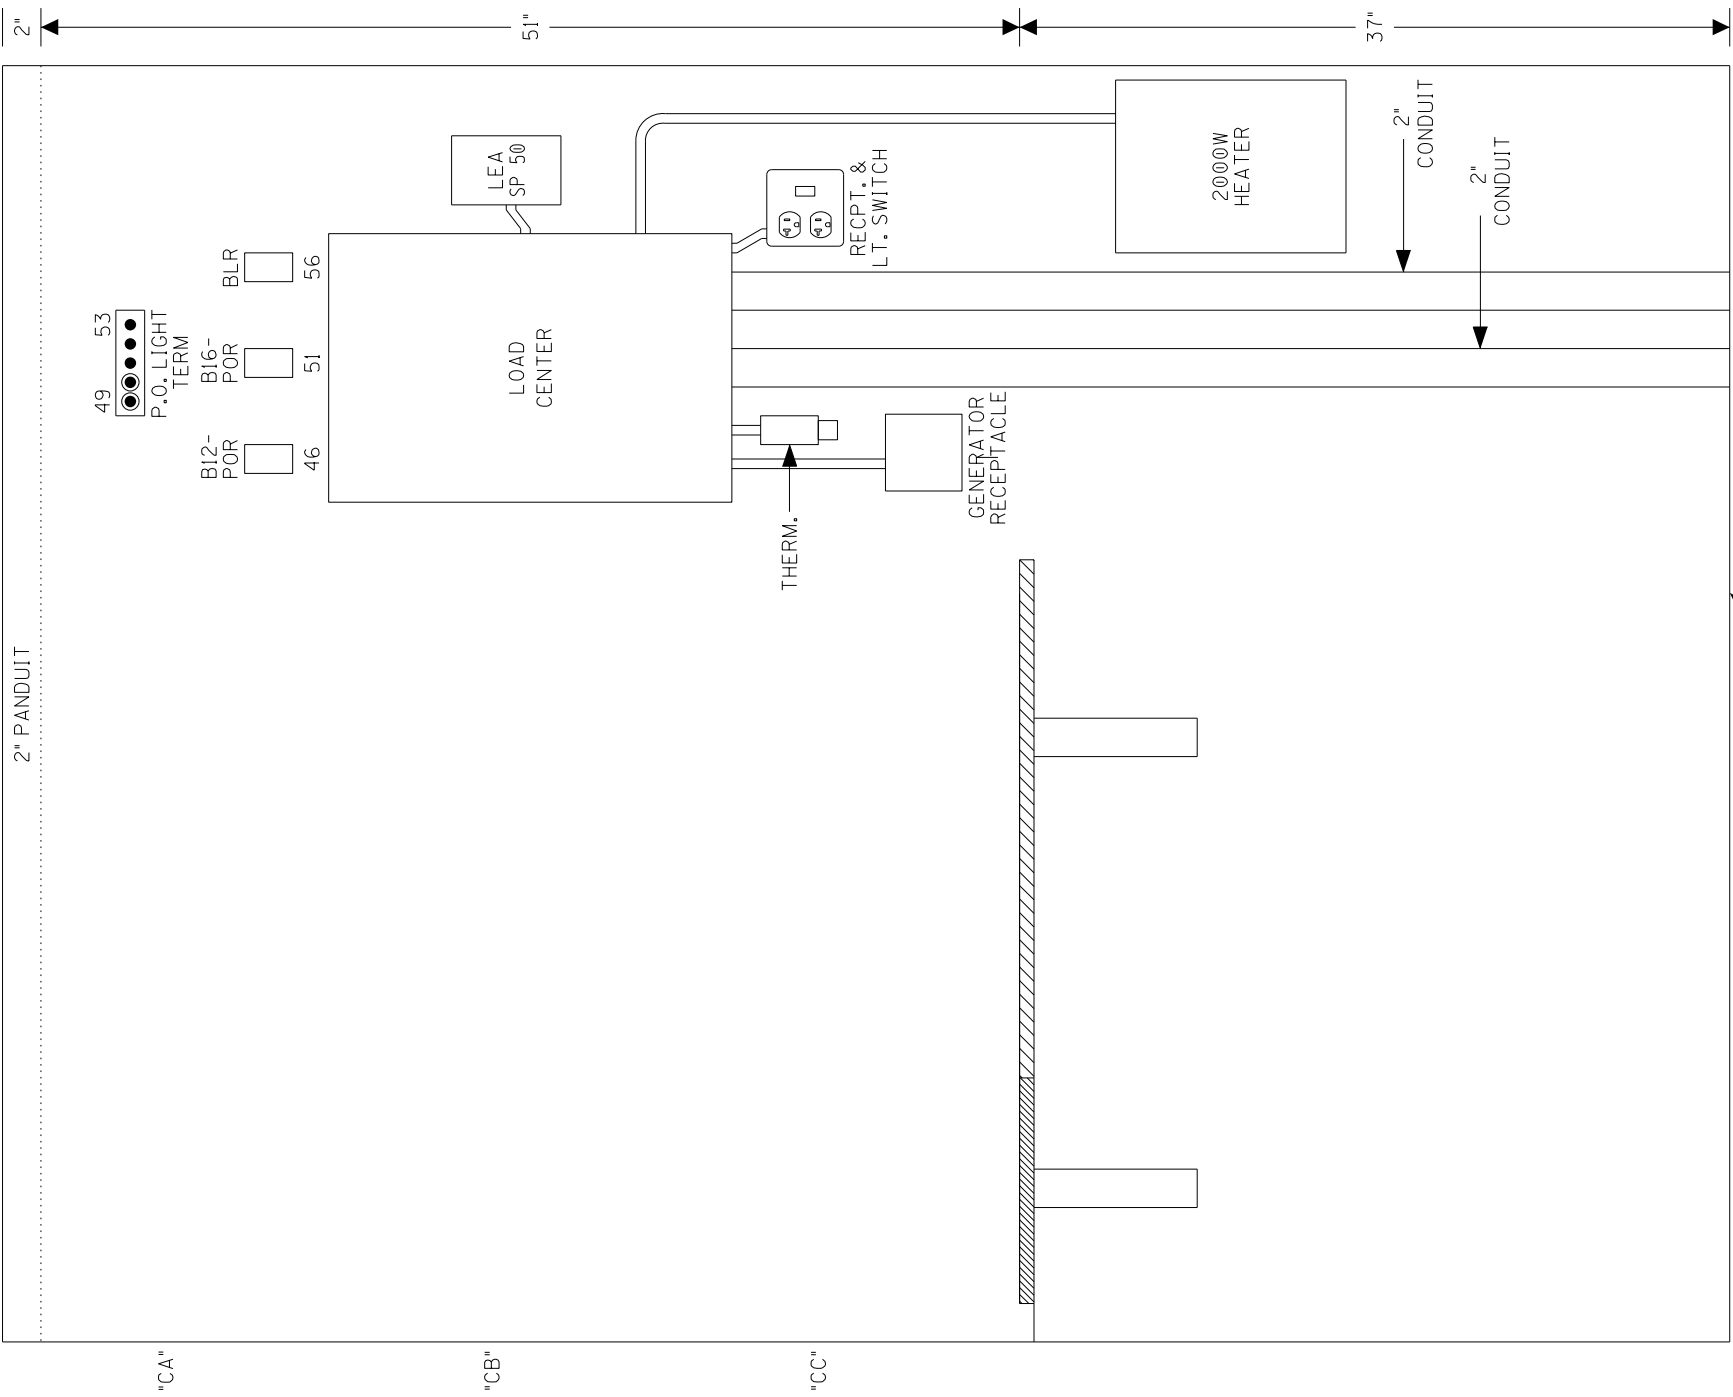 2"
51"
37"
2" PANDUIT
49
53
P.O. LIGHT
TERM
B12-
POR
46
B16-
POR
51
BLR
56
LEA
SP 50
LOAD
CENTER
RECPT. &
LT. SWITCH
THERM.
GENERATOR
RECEPTACLE
2000W
HEATER
2"
CONDUIT
2"
CONDUIT
"CA"
"CB"
"CC"